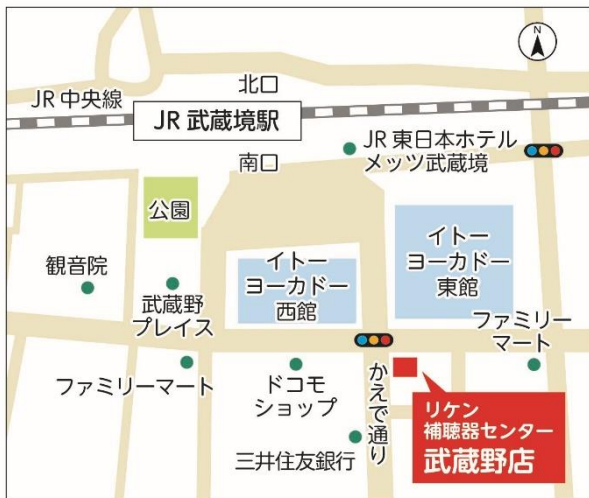 N
北口
JR 中央線
JR 武蔵境駅
JR 東日本ホテル
メッツ武蔵境
南口
公園
イトー
ヨーカドー
東館
観音院
イトー
ヨーカドー
西館
武蔵野
プレイス
ファミリー
マート
ファミリーマート
ドコモ
ショップ
かえで通り
リケン
補聴器センター
武蔵野店
三井住友銀行